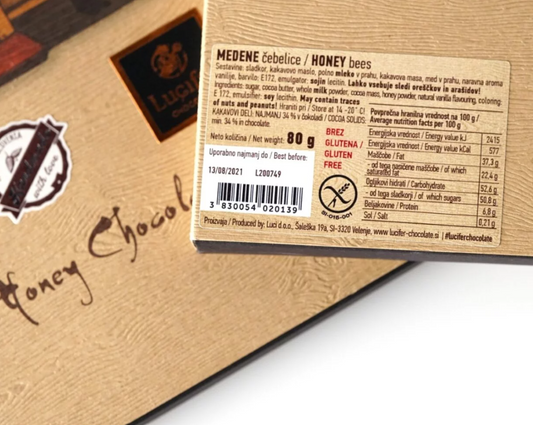 MEDENE čebelice / HONEY bees
Sestavine: sladkor, kakavovo maslo, polno mleko v prahu, kakavova masa, med v prahu, naravna aroma
vanilije, barvilo: E172, emulgator: sojin lecitin. Lahko vsebuje sledi oreščkov in arašidov!
Ingredients: sugar, cocoa butter, whole milk powder, cocoa mass, honey powder, natural vanilla flavouring, coloring:
E 172, emulsifier: soy lecithin. May contain traces
of nuts and peanuts! Hraniti pri / Store at 14 -20° C!
KAKAVOVI DELI: NAJMANJ 34 % v čokoladi / COCOA SOLIDS:
min. 34 % in chocolate.
Neto količina / Net weight: 80 g
Uporabno najmanj do / Best before:
13/08/2021 L200749
3 830054 020139
BREZ
GLUTENA /
GLUTEN
FREE
SI-016-001
Povprečna hranilna vrednost na 100 g /
Average nutrition facts per 100 g
Energijska vrednost / Energy value kJ 2415
Energijska vrednost / Energy value kCal 577
Maščobe / Fat 37,3 g
- od tega nasičene maščobe / of which
saturated fat 22,4 g
Ogljikovi hidrati / Carbohydrate 52,6 g
- od tega sladkorji / of which sugars 50,8 g
Beljakovine / Protein 6,8 g
Sol / Salt 0,21 g
Proizvaja / Produced by: Luci d.o.o., Šaleška 19a, SI-3320 Velenje, www.lucifer-chocolate.si | #luciferchocolate
Lucifer
with love
Honey Chocola